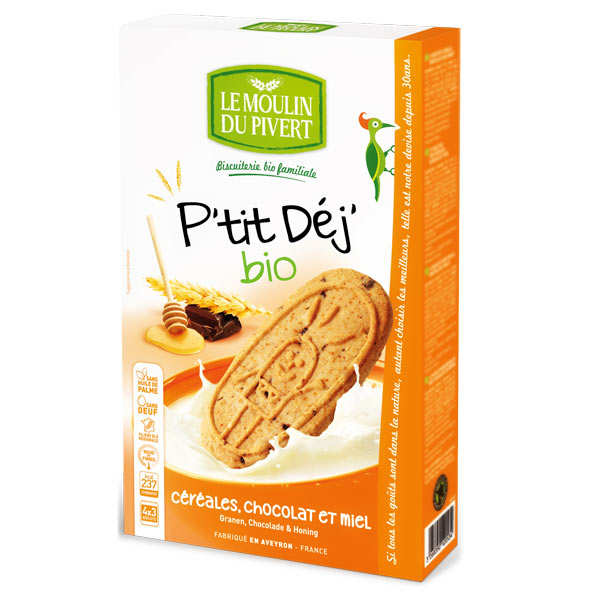 LE MOULIN
DU PIVERT
Biscuiterie bio familiale
P'tit Déj'
bio
SANS
HUILE DE
PALME
SANS
OEUF
237
4x3
CÉRÉALES, CHOCOLAT ET MIEL
Granen, Chocolade & Honing
FABRIQUÉ EN AVEYRON - FRANCE
Si tous les goûts sont dans la nature, autant choisir les meilleurs, telle est notre devise depuis 30ans.